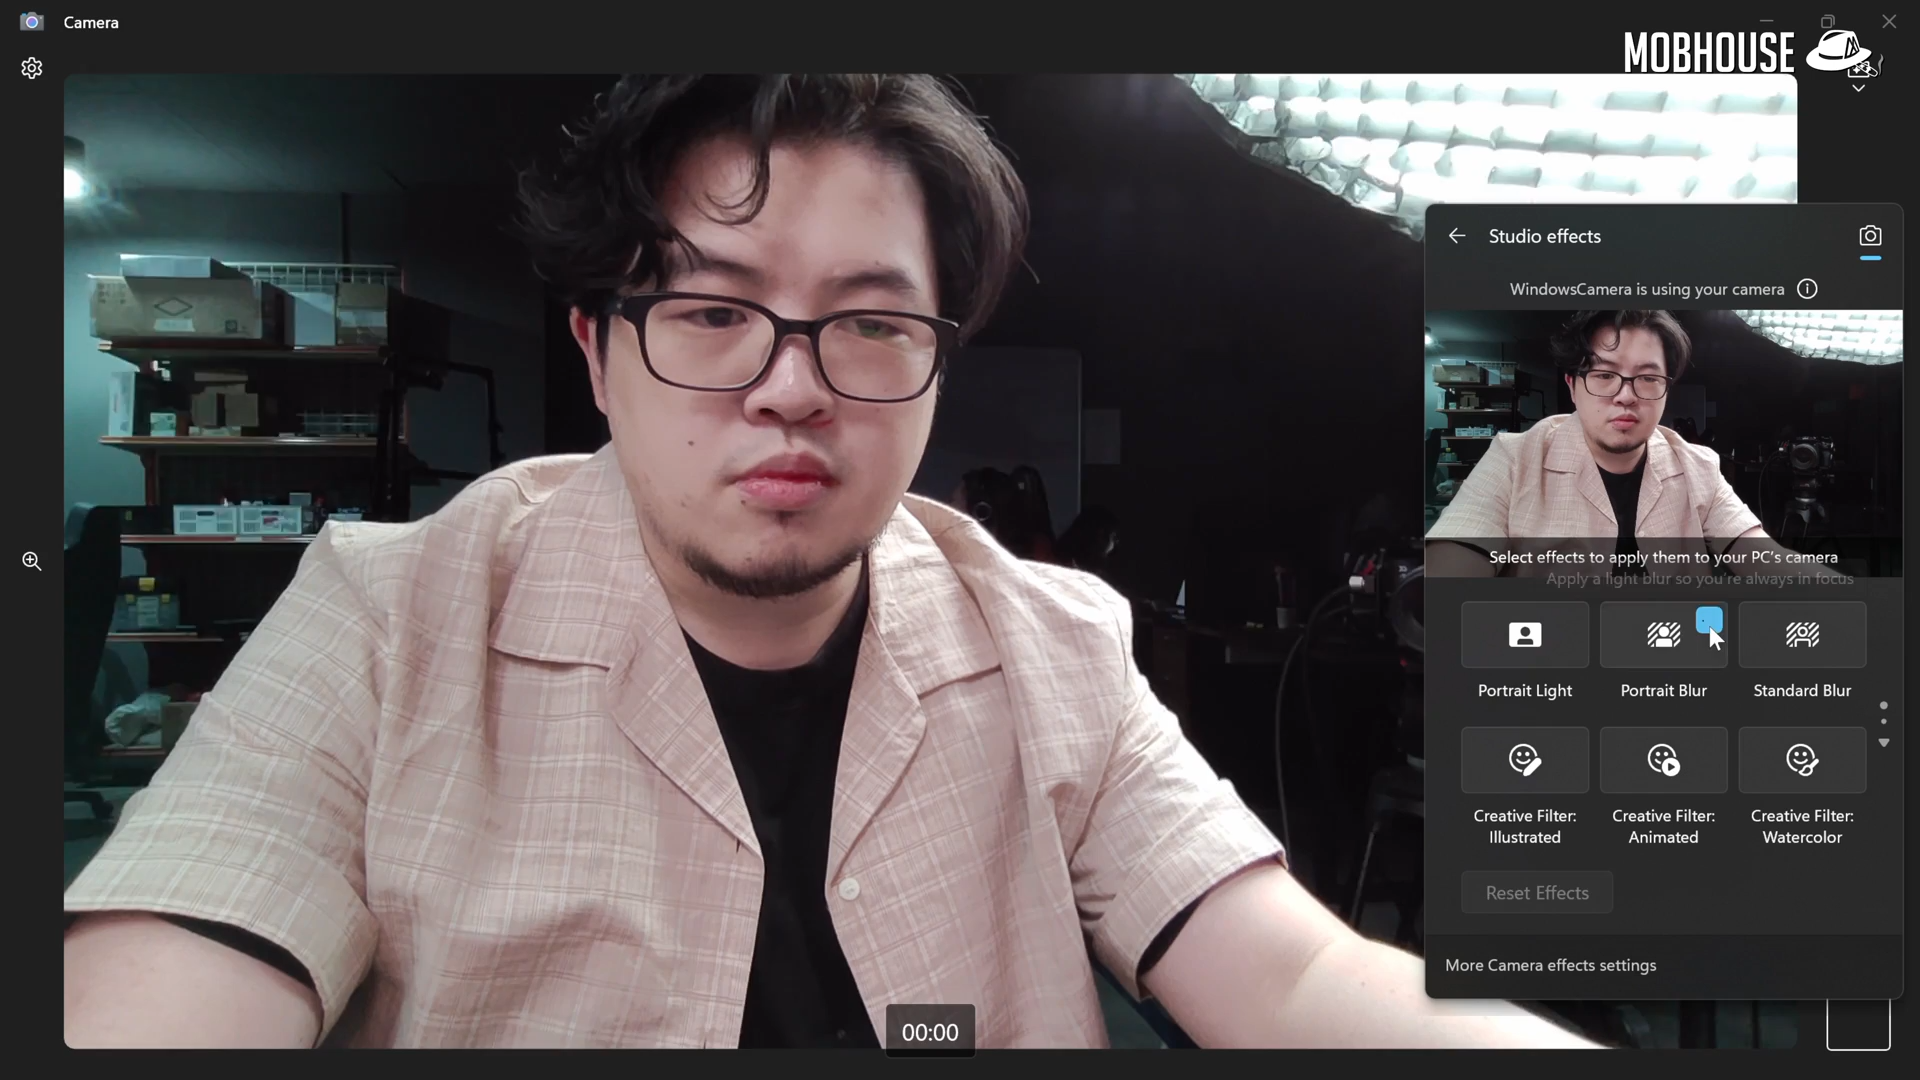 Camera
MOBHOUSE
Studio effects
WindowsCamera is using your camera
Select effects to apply them to your PC's camera
Apply a light blur so you're always in focus
Portrait Light
Portrait Blur
Standard Blur
Creative Filter:
Illustrated
Creative Filter:
Animated
Creative Filter:
Watercolor
Reset Effects
More Camera effects settings
00:00